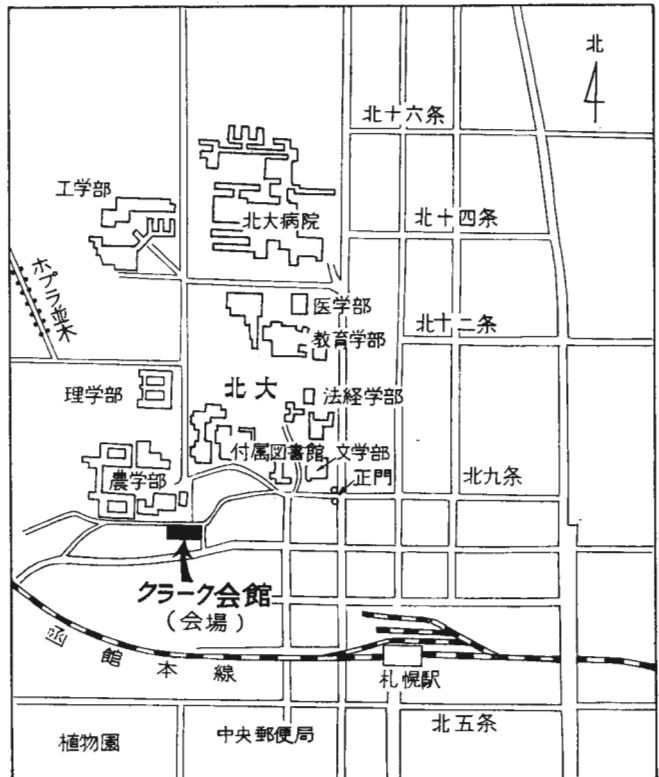 北
北十六条
工学部
北大病院
北十四条
ポプラ並木
医学部
北十二条
教育学部
理学部
北大
法経学部
付属図書館
文学部
農学部
正門
北九条
クラーク会館
(会場)
函館本線
札幌駅
北五条
植物園
中央郵便局